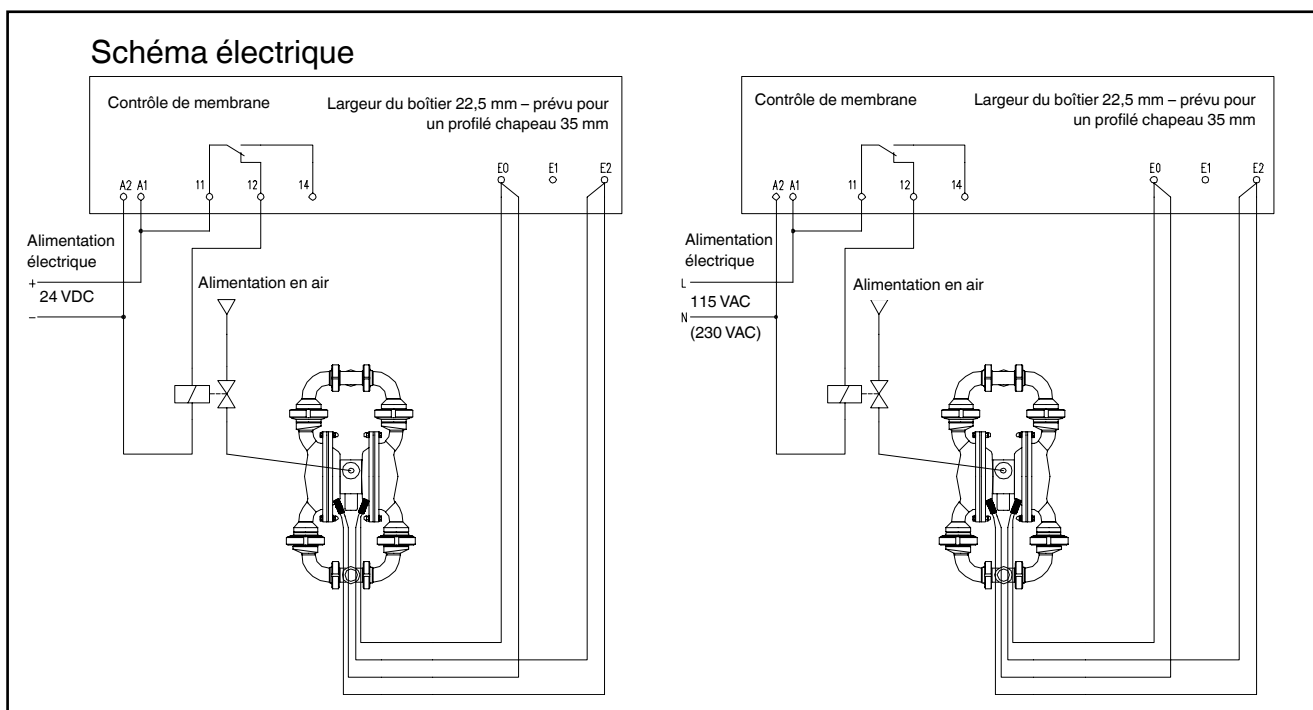 Schéma électrique
Contrôle de membrane
Largeur du boîtier 22,5 mm – prévu pour
un profilé chapeau 35 mm
A2 A1 11 12 14 E0 E1 E2
Alimentation
électrique
+
24 VDC
–
Alimentation en air
Contrôle de membrane
Largeur du boîtier 22,5 mm – prévu pour
un profilé chapeau 35 mm
A2 A1 11 12 14 E0 E1 E2
Alimentation
électrique
L
115 VAC
N
(230 VAC)
Alimentation en air